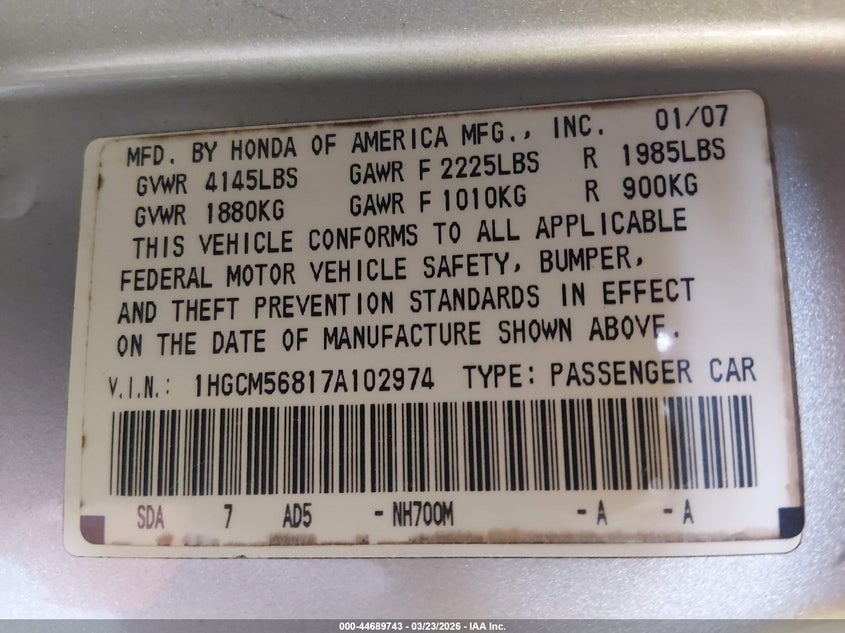 MFD. BY HONDA OF AMERICA MFG., INC. 01/07
GVWR 4145LBS GAWR F 2225LBS R 1985LBS
GVWR 1880KG GAWR F 1010KG R 900KG
THIS VEHICLE CONFORMS TO ALL APPLICABLE
FEDERAL MOTOR VEHICLE SAFETY, BUMPER,
AND THEFT PREVENTION STANDARDS IN EFFECT
ON THE DATE OF MANUFACTURE SHOWN ABOVE.
V.I.N.: 1HGCM56817A102974 TYPE: PASSENGER CAR
SDA 7 AD5 - NH700M - A - A
000-44689743 - 03/23/2026 - IAA Inc.